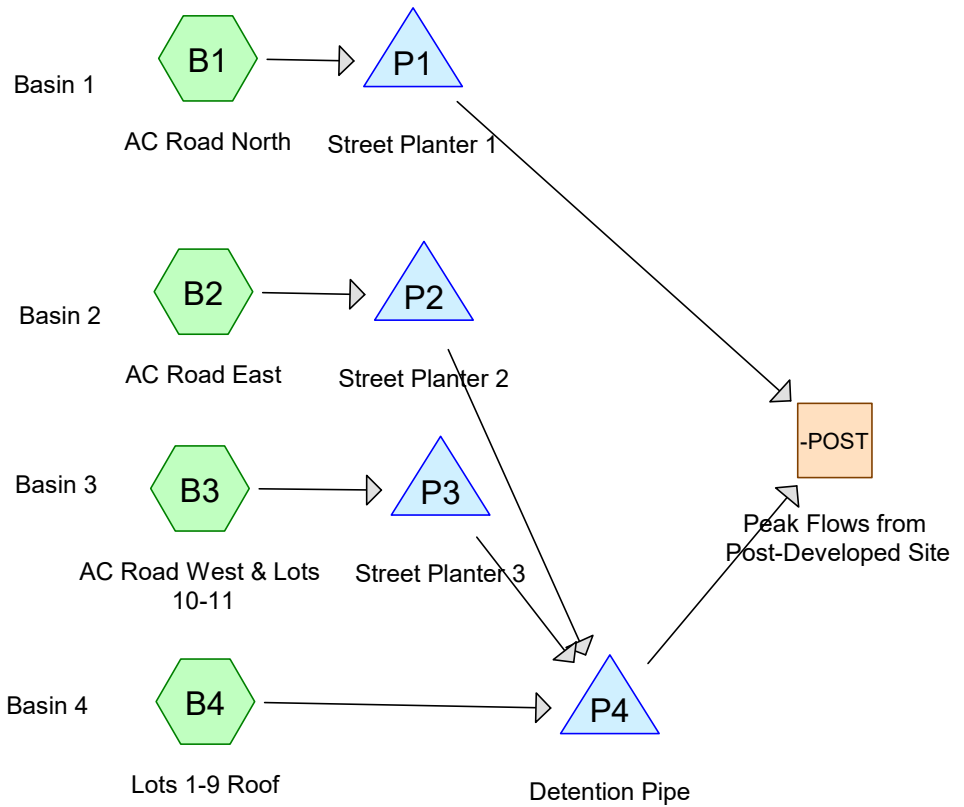 B1
P1
Basin 1
AC Road North
Street Planter 1
B2
P2
Basin 2
AC Road East
Street Planter 2
-POST
Peak Flows from
Post-Developed Site
B3
P3
Basin 3
AC Road West & Lots
10-11
Street Planter 3
B4
P4
Basin 4
Lots 1-9 Roof
Detention Pipe